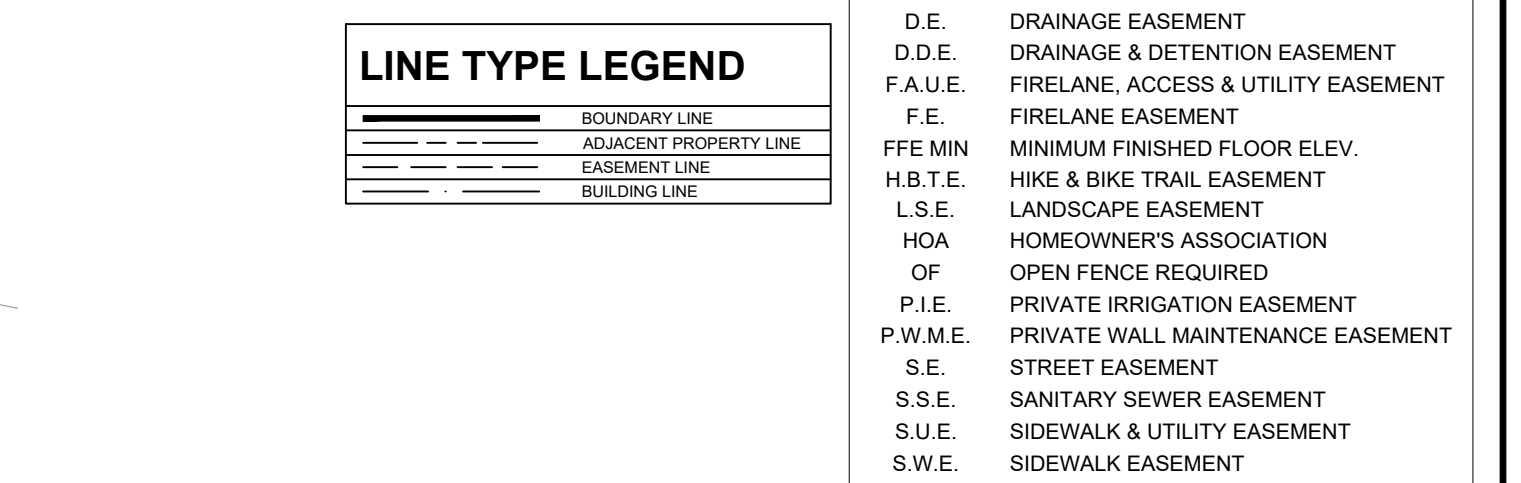 LINE TYPE LEGEND
BOUNDARY LINE
ADJACENT PROPERTY LINE
EASEMENT LINE
BUILDING LINE
D.E. DRAINAGE EASEMENT
D.D.E. DRAINAGE & DETENTION EASEMENT
F.A.U.E. FIRELANE, ACCESS & UTILITY EASEMENT
F.E. FIRELANE EASEMENT
FFE MIN MINIMUM FINISHED FLOOR ELEV.
H.B.T.E. HIKE & BIKE TRAIL EASEMENT
L.S.E. LANDSCAPE EASEMENT
HOA HOMEOWNER'S ASSOCIATION
OF OPEN FENCE REQUIRED
P.I.E. PRIVATE IRRIGATION EASEMENT
P.W.M.E. PRIVATE WALL MAINTENANCE EASEMENT
S.E. STREET EASEMENT
S.S.E. SANITARY SEWER EASEMENT
S.U.E. SIDEWALK & UTILITY EASEMENT
S.W.E. SIDEWALK EASEMENT